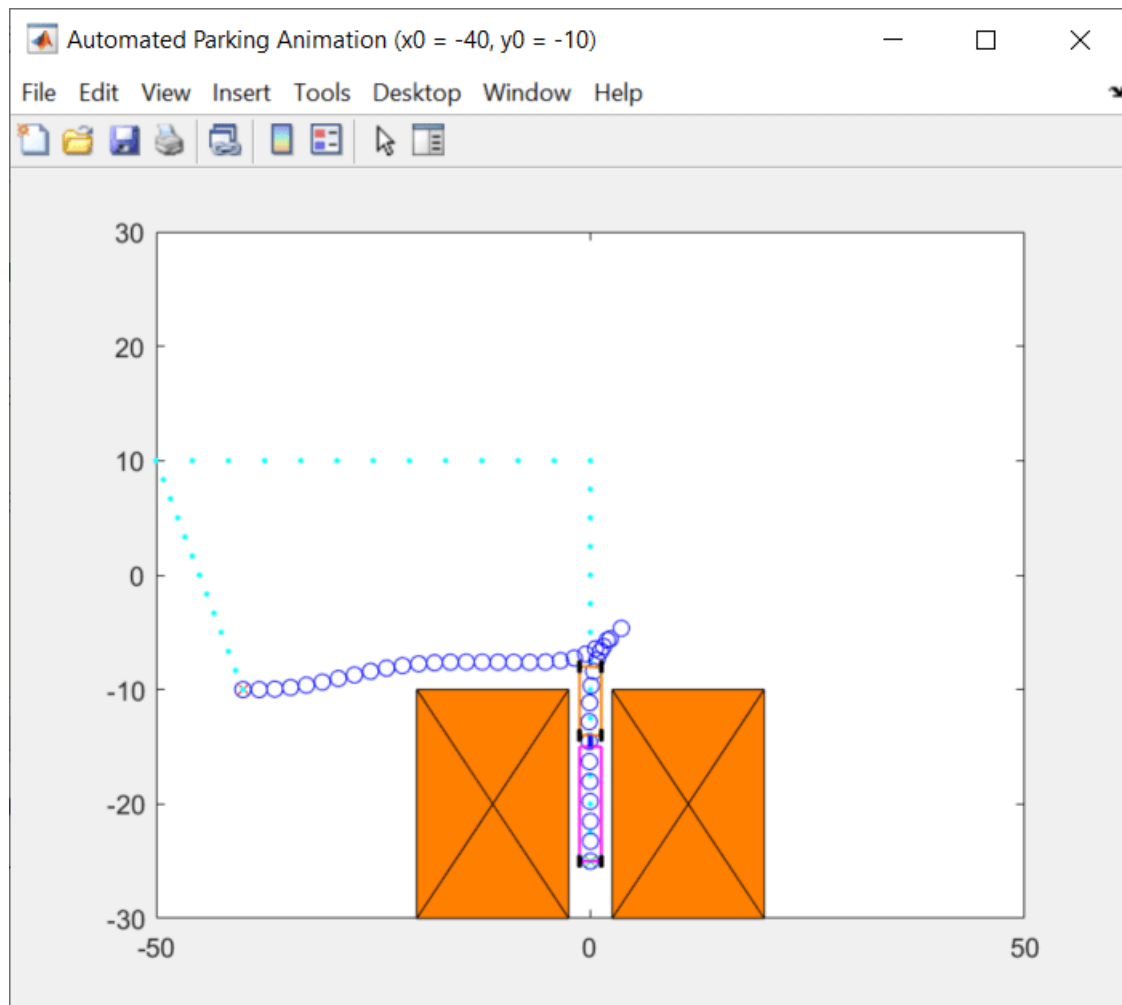 Automated Parking Animation (x0 = -40, y0 = -10)
File Edit View Insert Tools Desktop Window Help
30
20
10
0
-10
-20
-30
-50 0 50